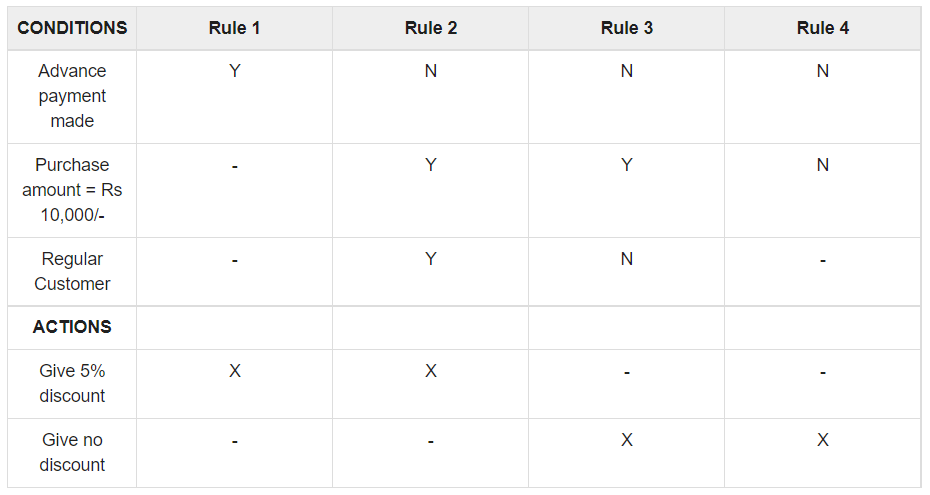 CONDITIONS Rule 1 Rule 2 Rule 3 Rule 4
Advance Y N N N
payment
made
Purchase - Y Y N
amount = Rs
10,000/-
Regular - Y N -
Customer
ACTIONS
Give 5% X X - -
discount
Give no - - X X
discount